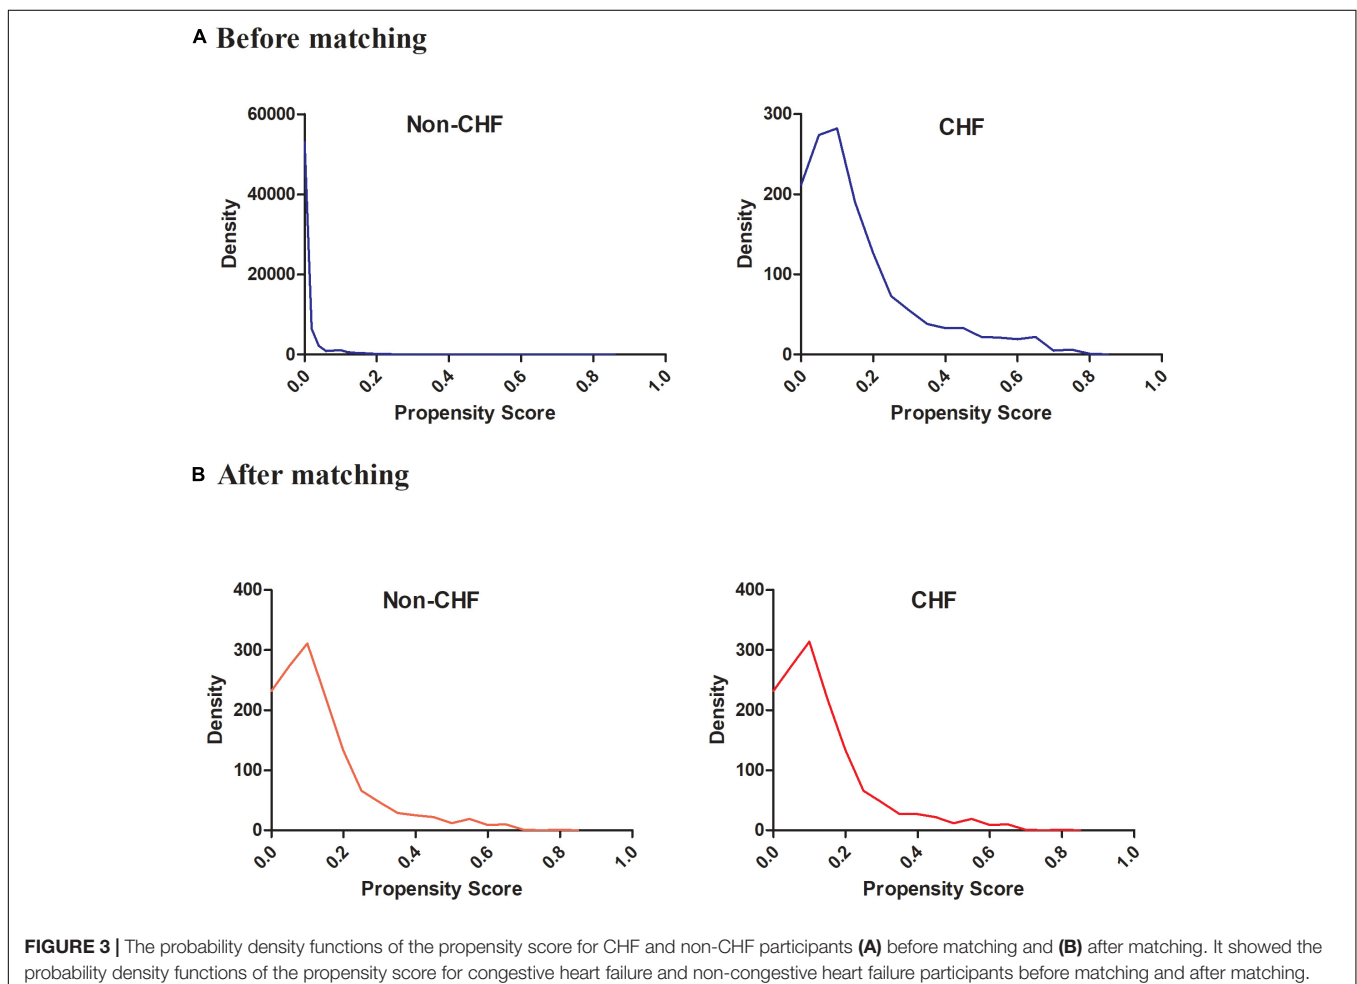 A Before matching
Non-CHF
60000
40000
20000
0
Density
0.0 0.2 0.4 0.6 0.8 1.0
Propensity Score
CHF
300
200
100
0
Density
0.0 0.2 0.4 0.6 0.8 1.0
Propensity Score
B After matching
Non-CHF
400
300
200
100
0
Density
0.0 0.2 0.4 0.6 0.8 1.0
Propensity Score
CHF
400
300
200
100
0
Density
0.0 0.2 0.4 0.6 0.8 1.0
Propensity Score
FIGURE 3 | The probability density functions of the propensity score for CHF and non-CHF participants (A) before matching and (B) after matching. It showed the
probability density functions of the propensity score for congestive heart failure and non-congestive heart failure participants before matching and after matching.